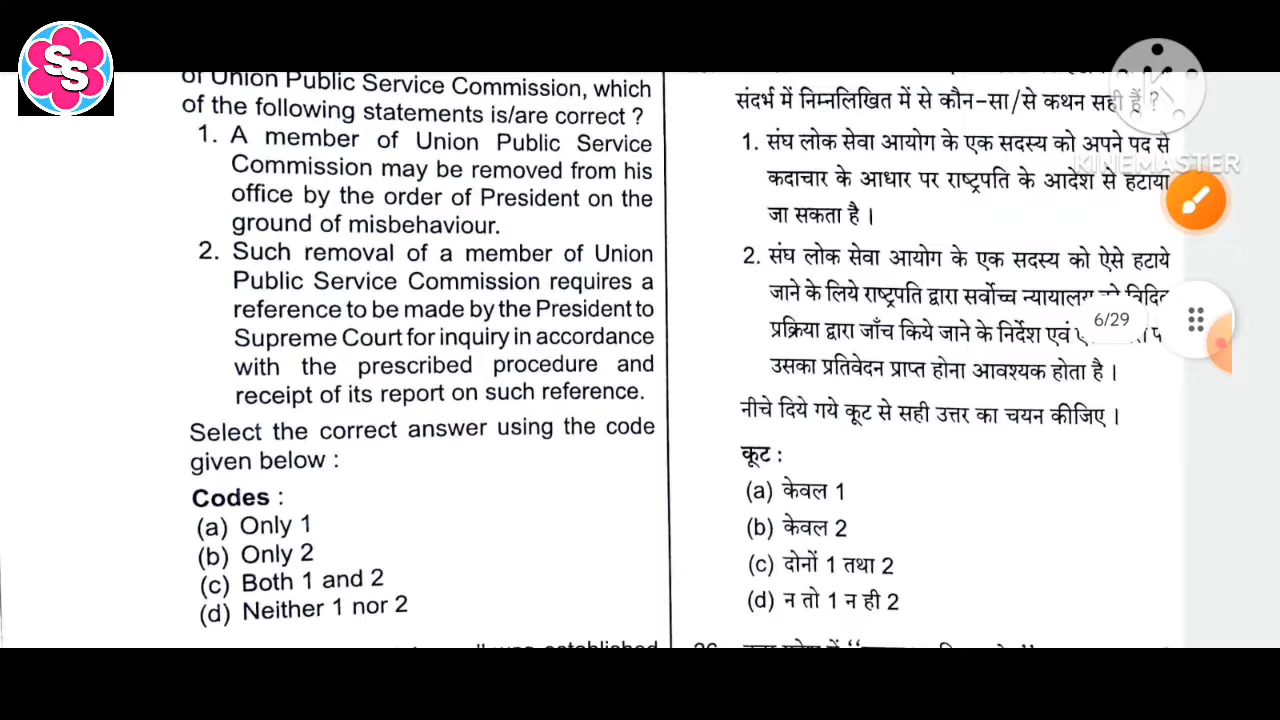 SS
of Union Public Service Commission, which
of the following statements is/are correct ?
1. A member of Union Public Service
Commission may be removed from his
office by the order of President on the
ground of misbehaviour.
2. Such removal of a member of Union
Public Service Commission requires a
reference to be made by the President to
Supreme Court for inquiry in accordance
with the prescribed procedure and
receipt of its report on such reference.
Select the correct answer using the code
given below :
Codes :
(a) Only 1
(b) Only 2
(c) Both 1 and 2
(d) Neither 1 nor 2
established
संदर्भ में निम्नलिखित में से कौन-सा/से कथन सही हैं ?
1. संघ लोक सेवा आयोग के एक सदस्य को अपने पद से
कदाचार के आधार पर राष्ट्रपति के आदेश से हटाया
जा सकता है ।
2. संघ लोक सेवा आयोग के एक सदस्य को ऐसे हटाये
जाने के लिये राष्ट्रपति द्वारा सर्वोच्च न्यायालय को विदित
प्रक्रिया द्वारा जाँच किये जाने के निर्देश एवं
उसका प्रतिवेदन प्राप्त होना आवश्यक होता है ।
नीचे दिये गये कूट से सही उत्तर का चयन कीजिए ।
कूट :
(a) केवल 1
(b) केवल 2
(c) दोनों 1 तथा 2
(d) न तो 1 न ही 2
KINEMASTER
6/29